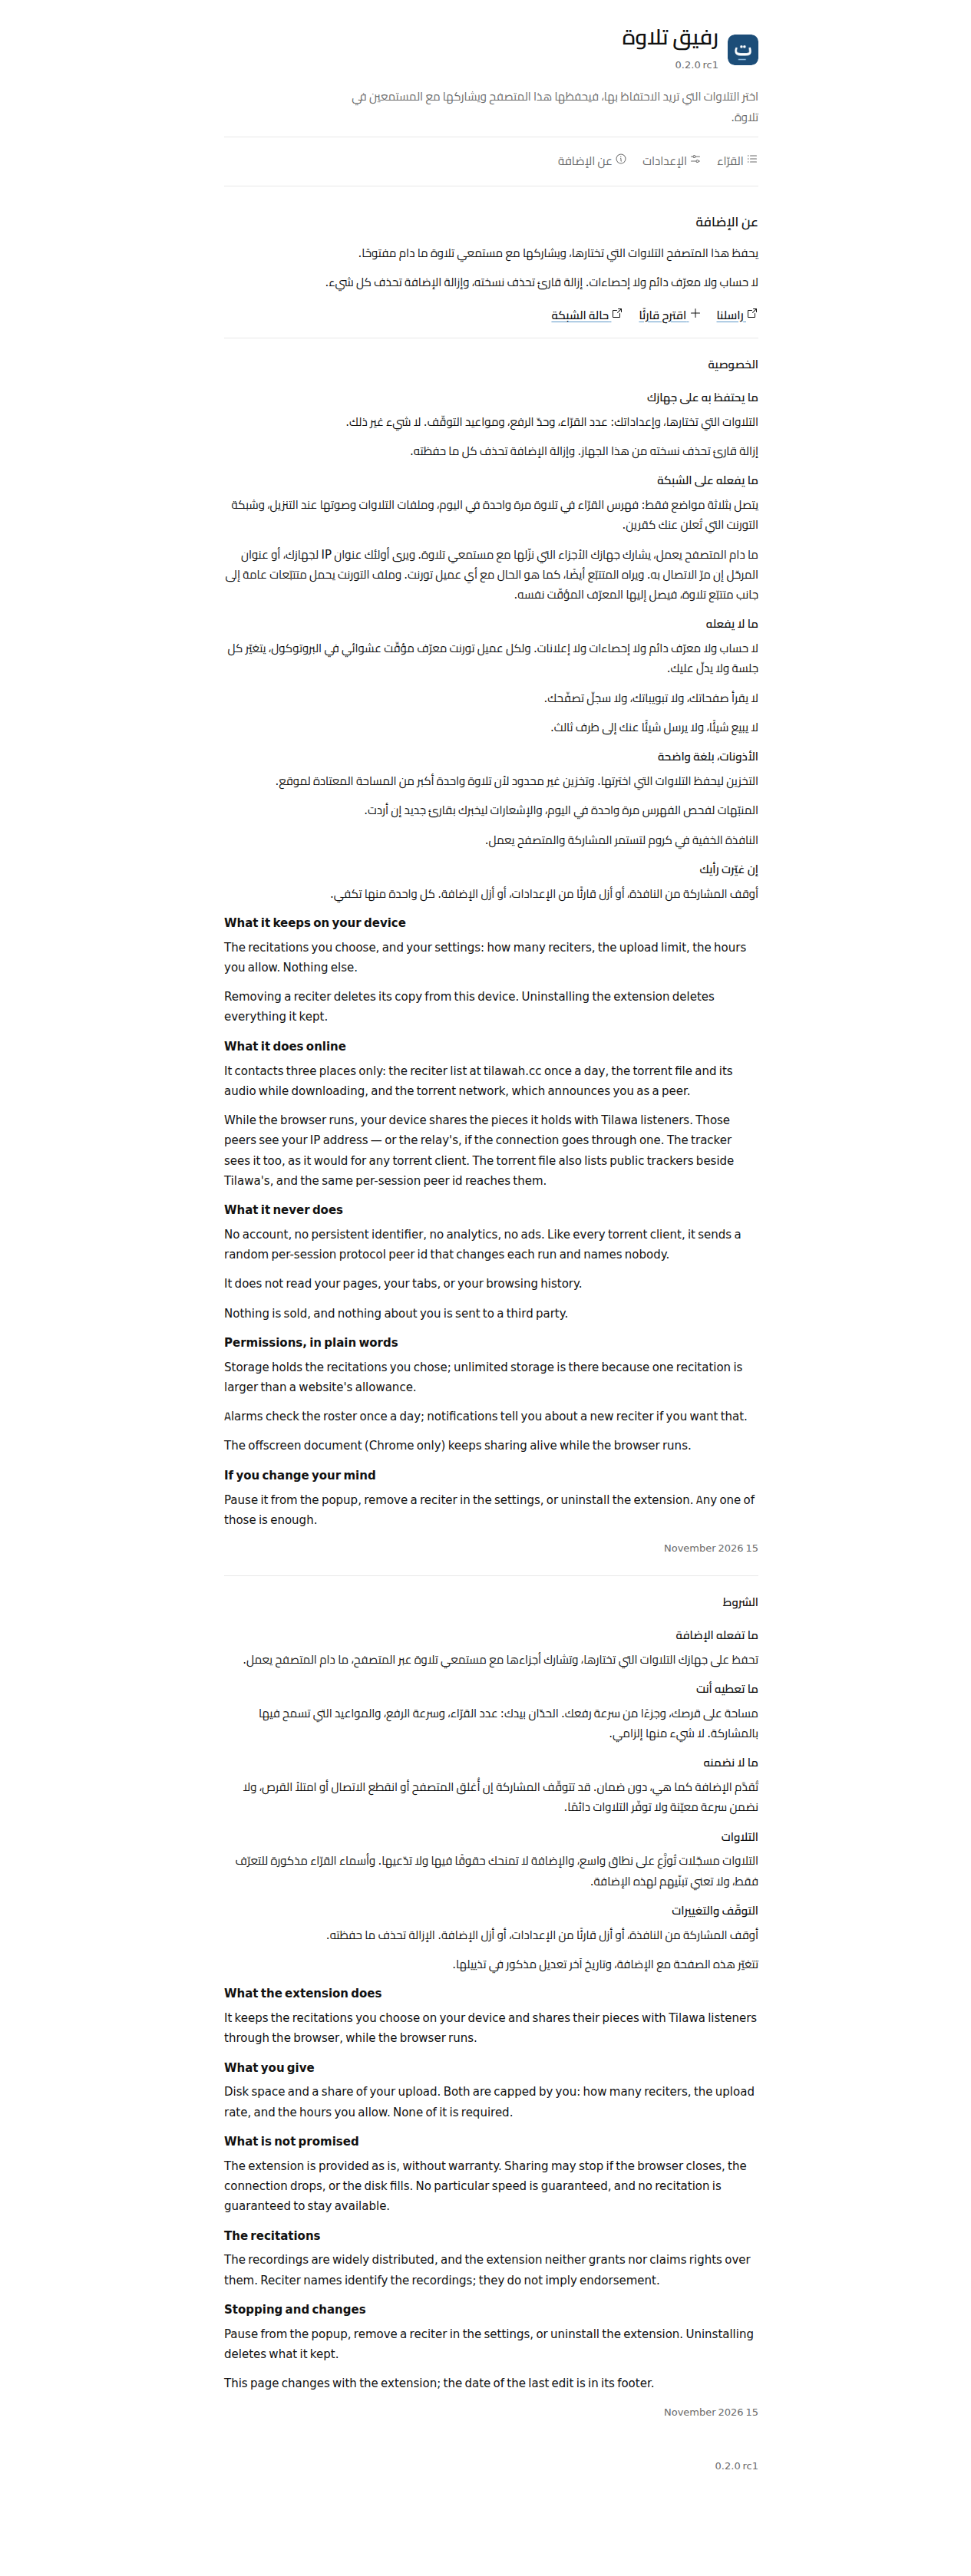 ت
رفيق تلاوة
0.2.0 rc1
اختر التلاوات التي تريد الاحتفاظ بها، فيحفظها هذا المتصفح ويشاركها مع المستمعين في
تلاوة.
القرّاء
الإعدادات
عن الإضافة
عن الإضافة
يحفظ هذا المتصفح التلاوات التي تختارها، ويشاركها مع مستمعي تلاوة ما دام مفتوحًا.
لا حساب ولا معرّف دائم ولا إحصاءات. إزالة قارئ تحذف نسخته، وإزالة الإضافة تحذف كل شيء.
راسلنا
اقترح قارئًا
حالة الشبكة
الخصوصية
ما يحتفظ به على جهازك
التلاوات التي تختارها، وإعداداتك: عدد القرّاء، وحدّ الرفع، ومواعيد التوقّف. لا شيء غير ذلك.
إزالة قارئ تحذف نسخته من هذا الجهاز. وإزالة الإضافة تحذف كل ما حفظته.
ما يفعله على الشبكة
يتصل بثلاثة مواضع فقط: فهرس القرّاء في تلاوة مرة واحدة في اليوم، وملفات التلاوات وصوتها عند التنزيل، وشبكة
التورنت التي تُعلن عنك كقرين.
ما دام المتصفح يعمل، يشارك جهازك الأجزاء التي نزّلها مع مستمعي تلاوة. ويرى أولئك عنوان IP لجهازك، أو عنوان
المرحّل إن مرّ الاتصال به. ويراه المتتبّع أيضًا، كما هو الحال مع أي عميل تورنت. وملف التورنت يحمل متتبّعات عامة إلى
جانب متتبّع تلاوة، فيصل إليها المعرّف المؤقّت نفسه.
ما لا يفعله
لا حساب ولا معرّف دائم ولا إحصاءات ولا إعلانات. ولكل عميل تورنت معرّف مؤقّت عشوائي في البروتوكول، يتغيّر كل
جلسة ولا يدلّ عليك.
لا يقرأ صفحاتك، ولا تبويباتك، ولا سجلّ تصفّحك.
لا يبيع شيئًا، ولا يرسل شيئًا عنك إلى طرف ثالث.
الأذونات، بلغة واضحة
التخزين ليحفظ التلاوات التي اخترتها. وتخزين غير محدود لأن تلاوة واحدة أكبر من المساحة المعتادة لموقع.
المنبّهات لفحص الفهرس مرة واحدة في اليوم، والإشعارات ليخبرك بقارئ جديد إن أردت.
النافذة الخفية في كروم لتستمر المشاركة والمتصفح يعمل.
إن غيّرت رأيك
أوقف المشاركة من النافذة، أو أزل قارئًا من الإعدادات، أو أزل الإضافة. كل واحدة منها تكفي.
What it keeps on your device
The recitations you choose, and your settings: how many reciters, the upload limit, the hours
you allow. Nothing else.
Removing a reciter deletes its copy from this device. Uninstalling the extension deletes
everything it kept.
What it does online
It contacts three places only: the reciter list at tilawah.cc once a day, the torrent file and its
audio while downloading, and the torrent network, which announces you as a peer.
While the browser runs, your device shares the pieces it holds with Tilawa listeners. Those
peers see your IP address — or the relay's, if the connection goes through one. The tracker
sees it too, as it would for any torrent client. The torrent file also lists public trackers beside
Tilawa's, and the same per-session peer id reaches them.
What it never does
No account, no persistent identifier, no analytics, no ads. Like every torrent client, it sends a
random per-session protocol peer id that changes each run and names nobody.
It does not read your pages, your tabs, or your browsing history.
Nothing is sold, and nothing about you is sent to a third party.
Permissions, in plain words
Storage holds the recitations you chose; unlimited storage is there because one recitation is
larger than a website's allowance.
Alarms check the roster once a day; notifications tell you about a new reciter if you want that.
The offscreen document (Chrome only) keeps sharing alive while the browser runs.
If you change your mind
Pause it from the popup, remove a reciter in the settings, or uninstall the extension. Any one of
those is enough.
November 2026 15
الشروط
ما تفعله الإضافة
تحفظ على جهازك التلاوات التي تختارها، وتشارك أجزاءها مع مستمعي تلاوة عبر المتصفح، ما دام المتصفح يعمل.
ما تعطيه أنت
مساحة على قرصك، وجزءًا من سرعة رفعك. الحدّان بيدك: عدد القرّاء، وسرعة الرفع، والمواعيد التي تسمح فيها
بالمشاركة. لا شيء منها إلزامي.
ما لا نضمنه
تُقدَّم الإضافة كما هي، دون ضمان. قد تتوقّف المشاركة إن أُغلق المتصفح أو انقطع الاتصال أو امتلأ القرص، ولا
نضمن سرعة معيّنة ولا توفّر التلاوات دائمًا.
التلاوات
التلاوات مسجّلات تُوزَّع على نطاق واسع، والإضافة لا تمنحك حقوقًا فيها ولا تدّعيها. وأسماء القرّاء مذكورة للتعرّف
فقط، ولا تعني تبنّيهم لهذه الإضافة.
التوقّف والتغييرات
أوقف المشاركة من النافذة، أو أزل قارئًا من الإعدادات، أو أزل الإضافة. الإزالة تحذف ما حفظته.
تتغيّر هذه الصفحة مع الإضافة، وتاريخ آخر تعديل مذكور في تذييلها.
What the extension does
It keeps the recitations you choose on your device and shares their pieces with Tilawa listeners
through the browser, while the browser runs.
What you give
Disk space and a share of your upload. Both are capped by you: how many reciters, the upload
rate, and the hours you allow. None of it is required.
What is not promised
The extension is provided as is, without warranty. Sharing may stop if the browser closes, the
connection drops, or the disk fills. No particular speed is guaranteed, and no recitation is
guaranteed to stay available.
The recitations
The recordings are widely distributed, and the extension neither grants nor claims rights over
them. Reciter names identify the recordings; they do not imply endorsement.
Stopping and changes
Pause from the popup, remove a reciter in the settings, or uninstall the extension. Uninstalling
deletes what it kept.
This page changes with the extension; the date of the last edit is in its footer.
November 2026 15
0.2.0 rc1